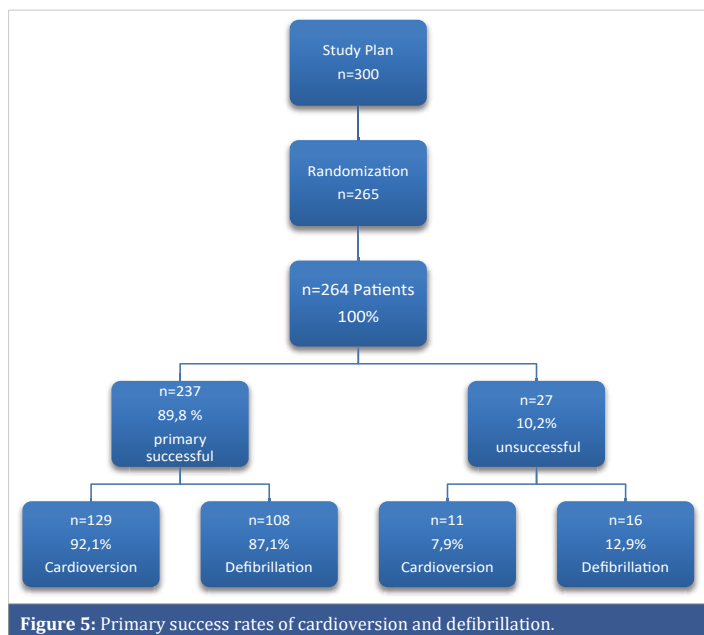 Study Plan
n=300
Randomization
n=265
n=264 Patients
100%
n=237
89,8 %
primary
successful
n=27
10,2%
unsuccessful
n=129
92,1%
Cardioversion
n=108
87,1%
Defibrillation
n=11
7,9%
Cardioversion
n=16
12,9%
Defibrillation
Figure 5: Primary success rates of cardioversion and defibrillation.